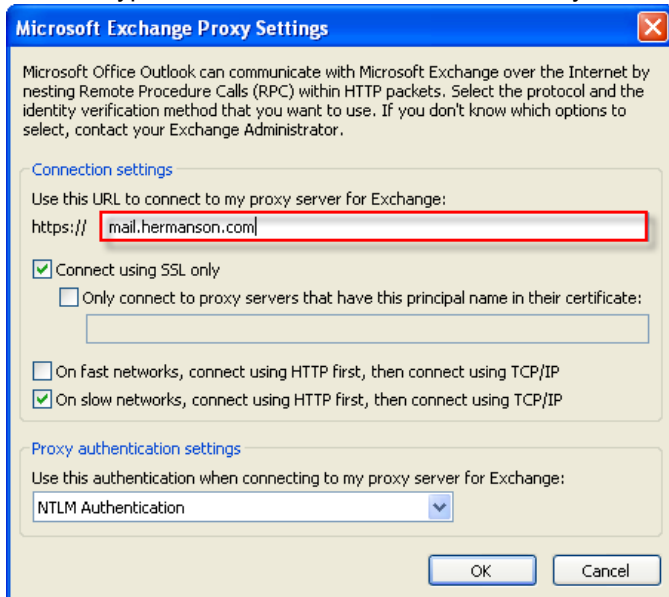 Microsoft Exchange Proxy Settings
Microsoft Office Outlook can communicate with Microsoft Exchange over the Internet by
nesting Remote Procedure Calls (RPC) within HTTP packets. Select the protocol and the
identity verification method that you want to use. If you don't know which options to
select, contact your Exchange Administrator.
Connection settings
Use this URL to connect to my proxy server for Exchange:
https:// mail.hermanson.com
Connect using SSL only
Only connect to proxy servers that have this principal name in their certificate:
On fast networks, connect using HTTP first, then connect using TCP/IP
On slow networks, connect using HTTP first, then connect using TCP/IP
Proxy authentication settings
Use this authentication when connecting to my proxy server for Exchange:
NTLM Authentication
OK Cancel